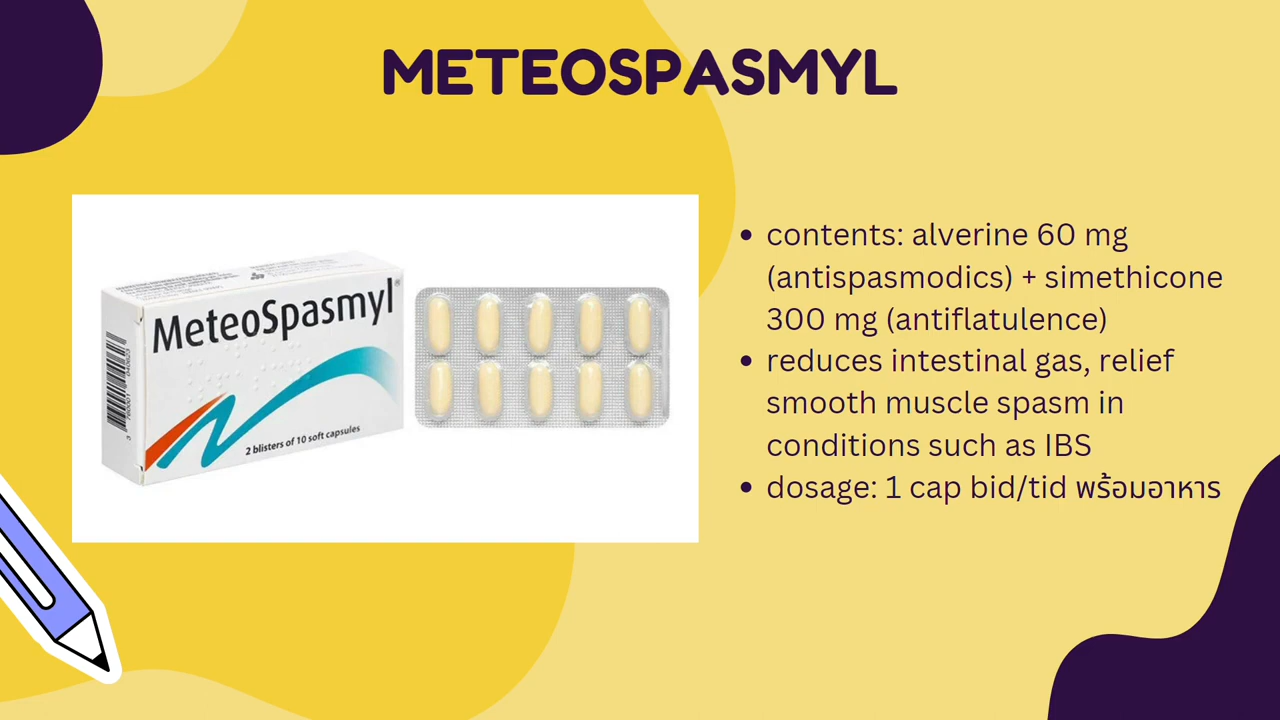 METEOSPASMYL
MeteoSpasmyl®
2 blisters of 10 soft capsules
• contents: alverine 60 mg
(antispasmodics) + simethicone
300 mg (antiflatulence)
• reduces intestinal gas, relief
smooth muscle spasm in
conditions such as IBS
• dosage: 1 cap bid/tid พร้อมอาหาร